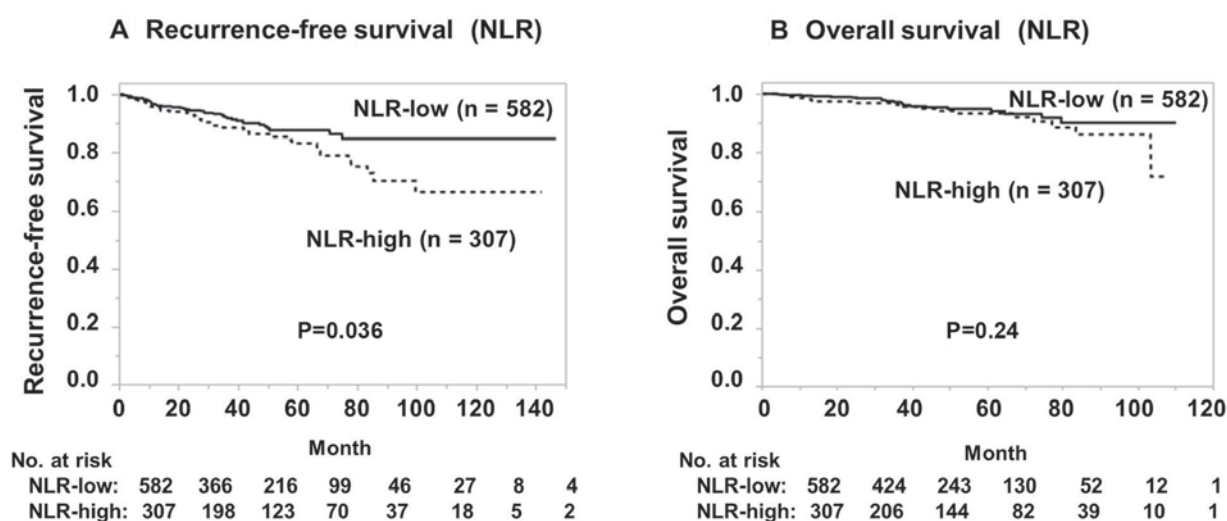 A Recurrence-free survival (NLR)
Recurrence-free survival
1.0
0.8
0.6
0.4
0.2
0.0
NLR-low (n = 582)
NLR-high (n = 307)
P=0.036
0 20 40 60 80 100 120 140
Month
No. at risk
NLR-low: 582 366 216 99 46 27 8 4
NLR-high: 307 198 123 70 37 18 5 2
B Overall survival (NLR)
Overall survival
1.0
0.8
0.6
0.4
0.2
0.0
NLR-low (n = 582)
NLR-high (n = 307)
P=0.24
0 20 40 60 80 100 120
Month
No. at risk
NLR-low: 582 424 243 130 52 12 1
NLR-high: 307 206 144 82 39 10 1